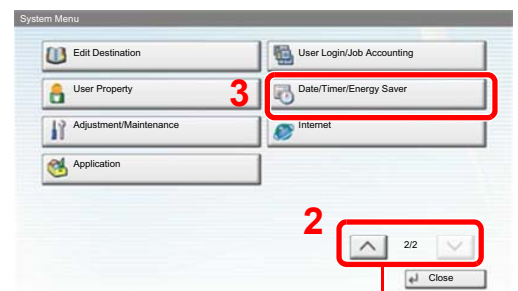 System Menu
Edit Destination
User Login/Job Accounting
User Property
3
Date/Timer/Energy Saver
Adjustment/Maintenance
Internet
Application
2
2/2
Close